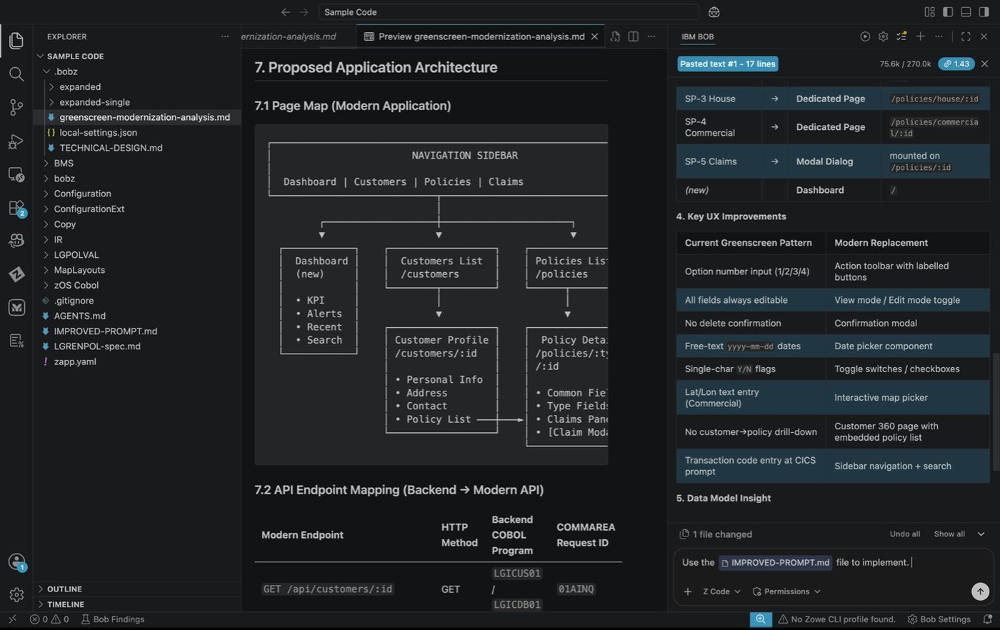 Sample Code
EXPLORER
SAMPLE CODE
.bobz
expanded
expanded-single
greenscreen-modernization-analysis.md
local-settings.json
TECHNICAL-DESIGN.md
BMS
bobz
Configuration
ConfigurationExt
Copy
IR
LGPOLVAL
MapLayouts
zOS Cobol
.gitignore
AGENTS.md
IMPROVED-PROMPT.md
LGRENPOL-spec.md
zapp.yaml
OUTLINE
TIMELINE
2
1
ernization-analysis.md
Preview greenscreen-modernization-analysis.md
7. Proposed Application Architecture
7.1 Page Map (Modern Application)
NAVIGATION SIDEBAR
Dashboard | Customers | Policies | Claims
Dashboard
(new)
• KPI
• Alerts
• Recent
• Search
Customers List
/customers
Policies Lis
/policies
Customer Profile
/customers/:id
• Personal Info
• Address
• Contact
• Policy List
Policy Deta
/policies/:ty
/:id
• Common Fie
• Type Fields
• Claims Pane
• [Claim Moda
7.2 API Endpoint Mapping (Backend → Modern API)
Modern Endpoint
HTTP
Method
Backend
COBOL
Program
COMMAREA
Request ID
GET /api/customers/:id
GET
LGICUS01
/
LGICDB01
01AINQ
IBM BOB
Pasted text #1 - 17 lines
75.6k / 270.0k
1.43
SP-3 House → Dedicated Page /policies/house/:id
SP-4
Commercial
→ Dedicated Page
/policies/commercia
l/:id
SP-5 Claims → Modal Dialog
mounted on
/policies/:id
(new) Dashboard /
4. Key UX Improvements
Current Greenscreen Pattern Modern Replacement
Option number input (1/2/3/4)
Action toolbar with labelled
buttons
All fields always editable View mode / Edit mode toggle
No delete confirmation Confirmation modal
Free-text yyyy-mm-dd dates Date picker component
Single-char Y/N flags Toggle switches / checkboxes
Lat/Lon text entry
(Commercial)
Interactive map picker
No customer→policy drill-down
Customer 360 page with
embedded policy list
Transaction code entry at CICS
prompt
Sidebar navigation + search
5. Data Model Insight
1 file changed Undo all Show all
Use the IMPROVED-PROMPT.md file to implement.
Z Code Permissions
0 0 Bob Findings
No Zowe CLI profile found. Bob Settings